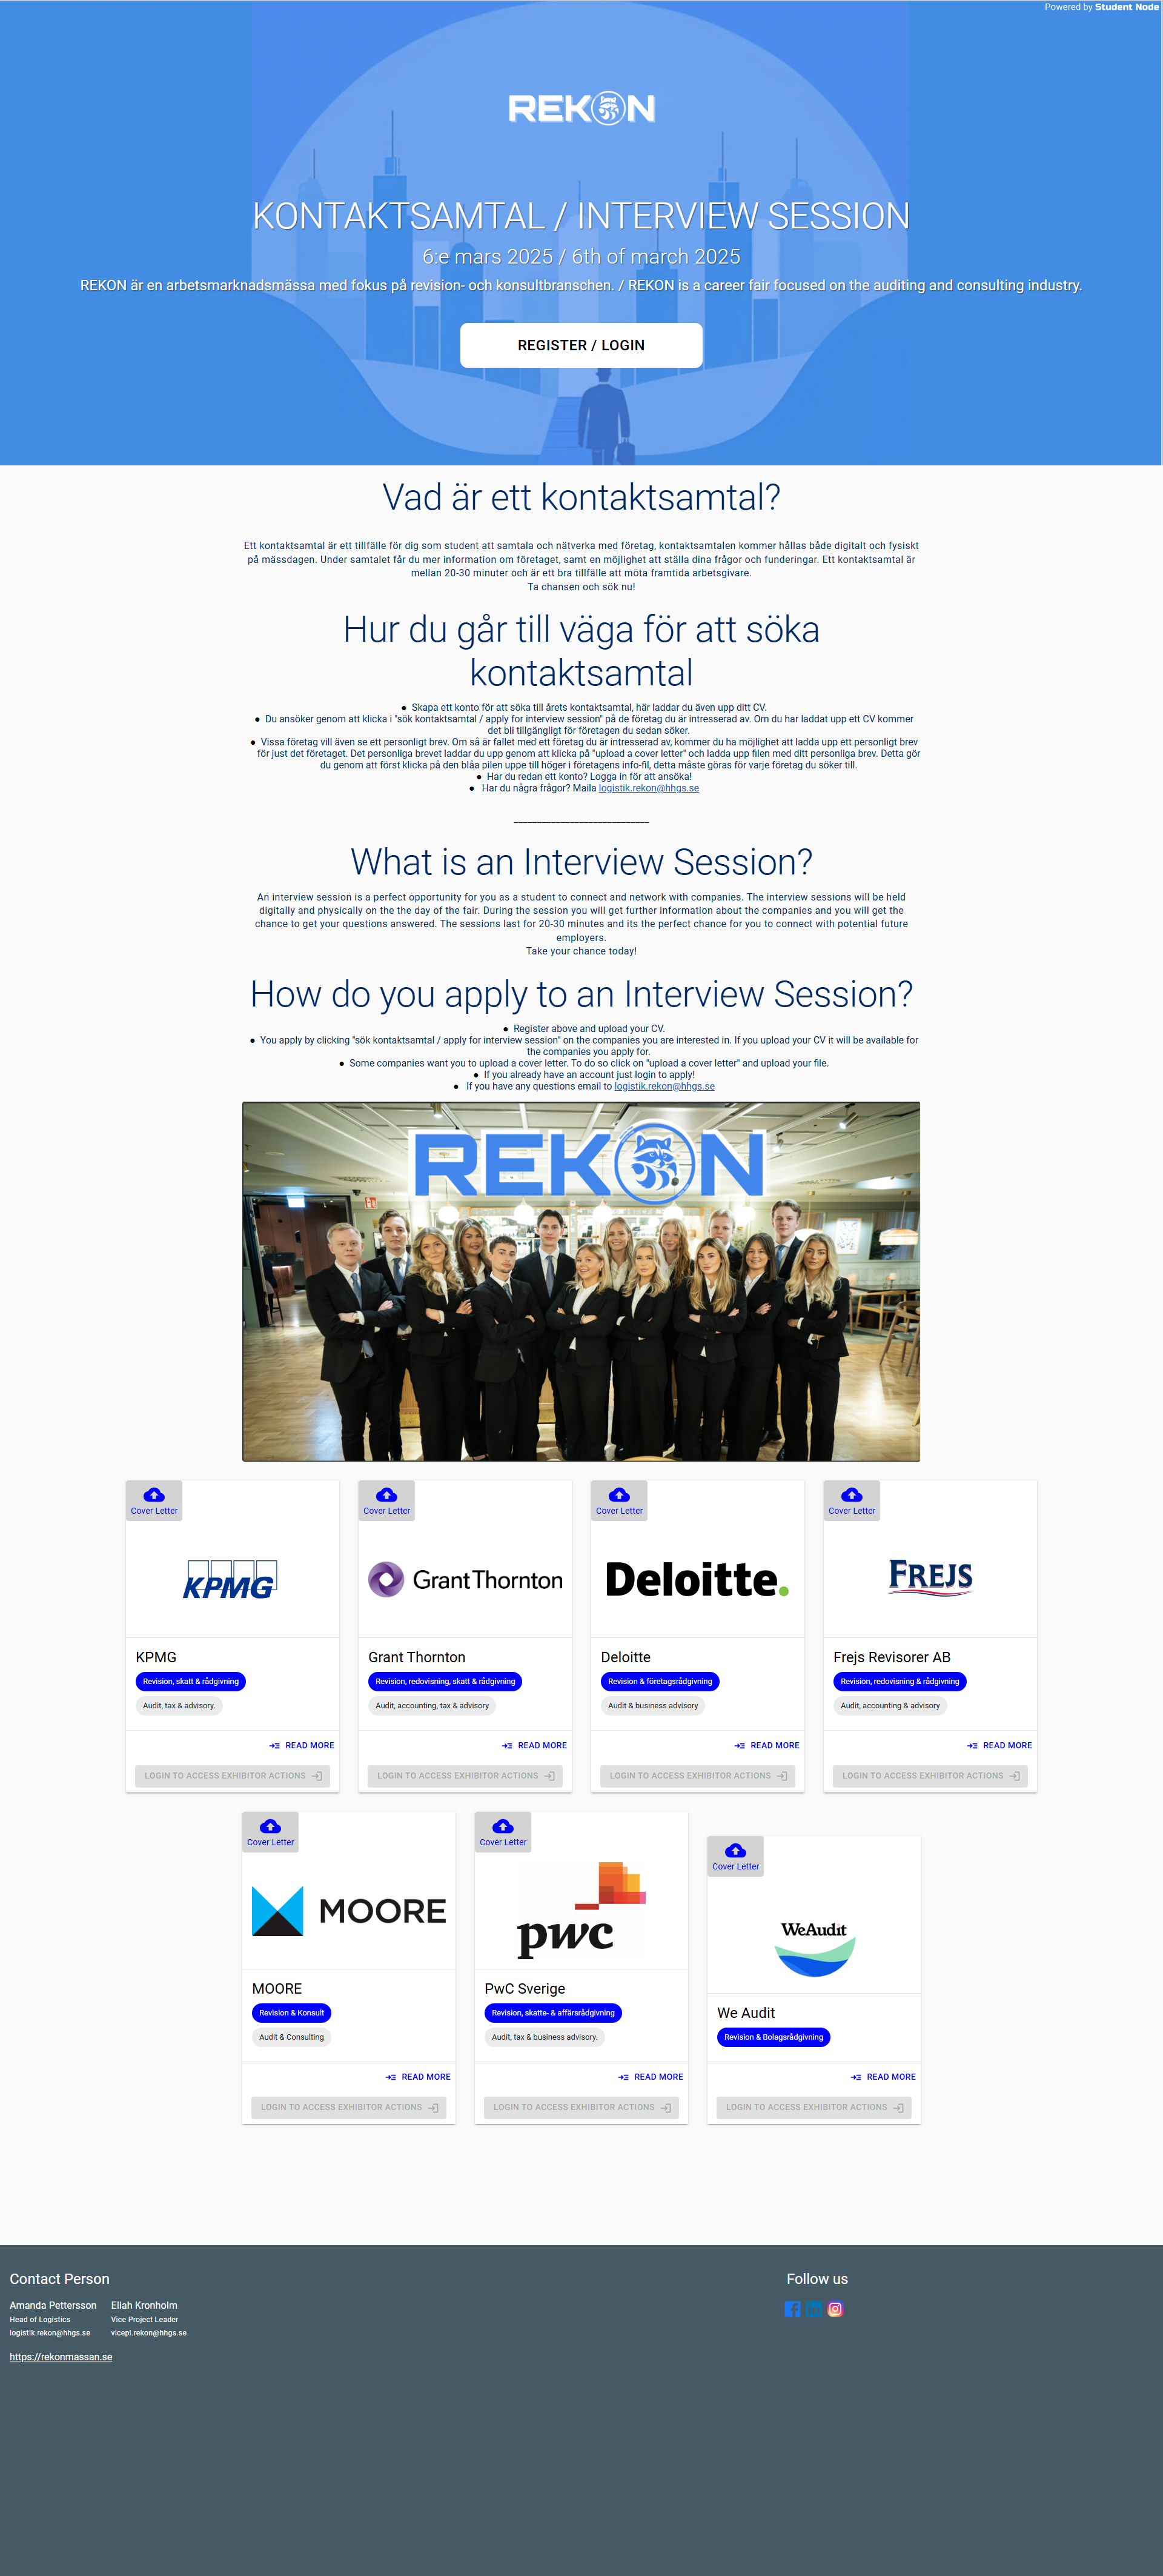 Powered by Student Node
REKON
KONTAKTSAMTAL / INTERVIEW SESSION
6:e mars 2025 / 6th of march 2025
REKON är en arbetsmarknadsmässa med fokus på revision- och konsultbranschen. / REKON is a career fair focused on the auditing and consulting industry.
REGISTER / LOGIN
Vad är ett kontaktsamtal?
Ett kontaktsamtal är ett tillfälle för dig som student att samtala och nätverka med företag, kontaktsamtalen kommer hållas både digitalt och fysiskt
på mässdagen. Under samtalet får du mer information om företaget, samt en möjlighet att ställa dina frågor och funderingar. Ett kontaktsamtal är
mellan 20-30 minuter och är ett bra tillfälle att möta framtida arbetsgivare.
Ta chansen och sök nu!
Hur du går till väga för att söka
kontaktsamtal
● Skapa ett konto för att söka till årets kontaktsamtal, här laddar du även upp ditt CV.
● Du ansöker genom att klicka i "sök kontaktsamtal / apply for interview session" på de företag du är intresserad av. Om du har laddat upp ett CV kommer
det bli tillgängligt för företagen du sedan söker.
● Vissa företag vill även se ett personligt brev. Om så är fallet med ett företag du är intresserad av, kommer du ha möjlighet att ladda upp ett personligt brev
för just det företaget. Det personliga brevet laddar du upp genom att klicka på "upload a cover letter" och ladda upp filen med ditt personliga brev. Detta gör
du genom att först klicka på den blåa pilen uppe till höger i företagens info-fil, detta måste göras för varje företag du söker till.
● Har du redan ett konto? Logga in för att ansöka!
● Har du några frågor? Maila logistik.rekon@hhgs.se
_____________________________
What is an Interview Session?
An interview session is a perfect opportunity for you as a student to connect and network with companies. The interview sessions will be held
digitally and physically on the the day of the fair. During the session you will get further information about the companies and you will get the
chance to get your questions answered. The sessions last for 20-30 minutes and its the perfect chance for you to connect with potential future
employers.
Take your chance today!
How do you apply to an Interview Session?
● Register above and upload your CV.
● You apply by clicking "sök kontaktsamtal / apply for interview session" on the companies you are interested in. If you upload your CV it will be available for
the companies you apply for.
● Some companies want you to upload a cover letter. To do so click on "upload a cover letter" and upload your file.
● If you already have an account just login to apply!
● If you have any questions email to logistik.rekon@hhgs.se
REKON
Cover Letter
KPMG
KPMG
Revision, skatt & rådgivning
Audit, tax & advisory.
READ MORE
LOGIN TO ACCESS EXHIBITOR ACTIONS
Cover Letter
Grant Thornton
Grant Thornton
Revision, redovisning, skatt & rådgivning
Audit, accounting, tax & advisory
READ MORE
LOGIN TO ACCESS EXHIBITOR ACTIONS
Cover Letter
Deloitte.
Deloitte
Revision & företagsrådgivning
Audit & business advisory
READ MORE
LOGIN TO ACCESS EXHIBITOR ACTIONS
Cover Letter
FREJS
Frejs Revisorer AB
Revision, redovisning & rådgivning
Audit, accounting & advisory
READ MORE
LOGIN TO ACCESS EXHIBITOR ACTIONS
Cover Letter
MOORE
MOORE
Revision & Konsult
Audit & Consulting
READ MORE
LOGIN TO ACCESS EXHIBITOR ACTIONS
Cover Letter
pwc
PwC Sverige
Revision, skatte- & affärsrådgivning
Audit, tax & business advisory.
READ MORE
LOGIN TO ACCESS EXHIBITOR ACTIONS
Cover Letter
WeAudit
We Audit
Revision & Bolagsrådgivning
READ MORE
LOGIN TO ACCESS EXHIBITOR ACTIONS
Contact Person
Amanda Pettersson
Head of Logistics
logistik.rekon@hhgs.se
Eliah Kronholm
Vice Project Leader
vicepl.rekon@hhgs.se
https://rekonmassan.se
Follow us